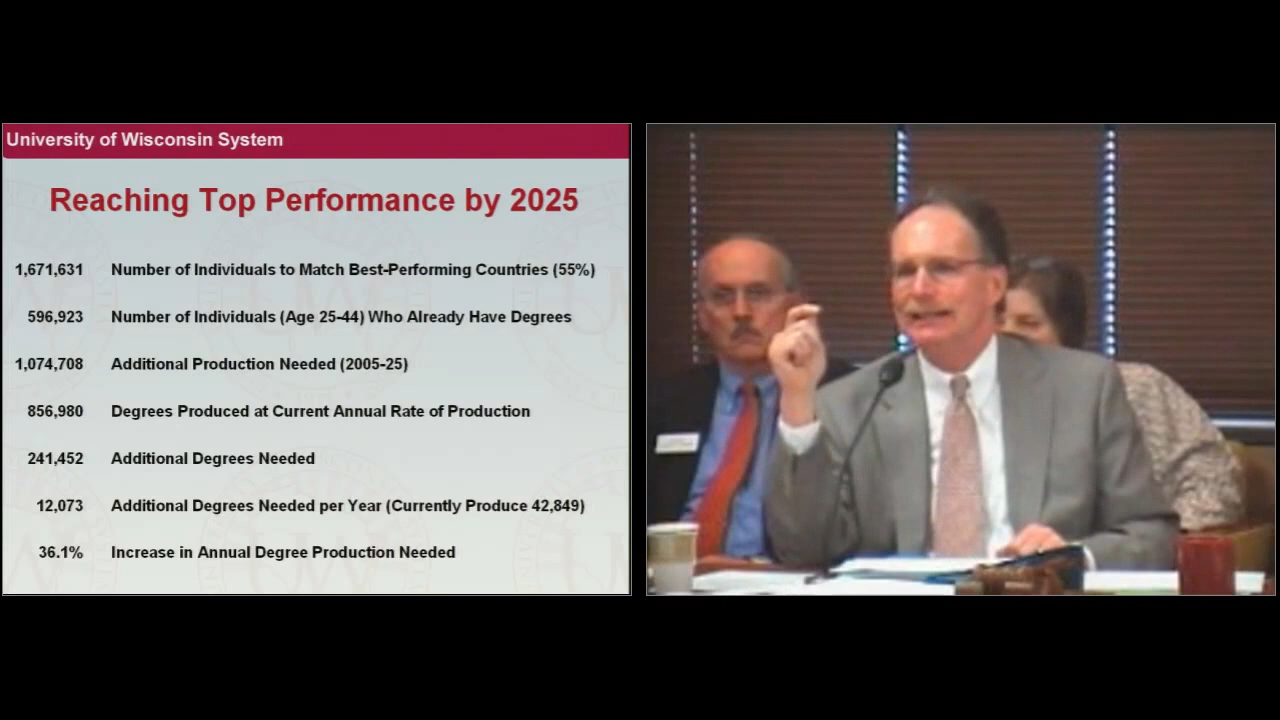 University of Wisconsin System
Reaching Top Performance by 2025
1,671,631 Number of Individuals to Match Best-Performing Countries (55%)
596,923 Number of Individuals (Age 25-44) Who Already Have Degrees
1,074,708 Additional Production Needed (2005-25)
856,980 Degrees Produced at Current Annual Rate of Production
241,452 Additional Degrees Needed
12,073 Additional Degrees Needed per Year (Currently Produce 42,849)
36.1% Increase in Annual Degree Production Needed